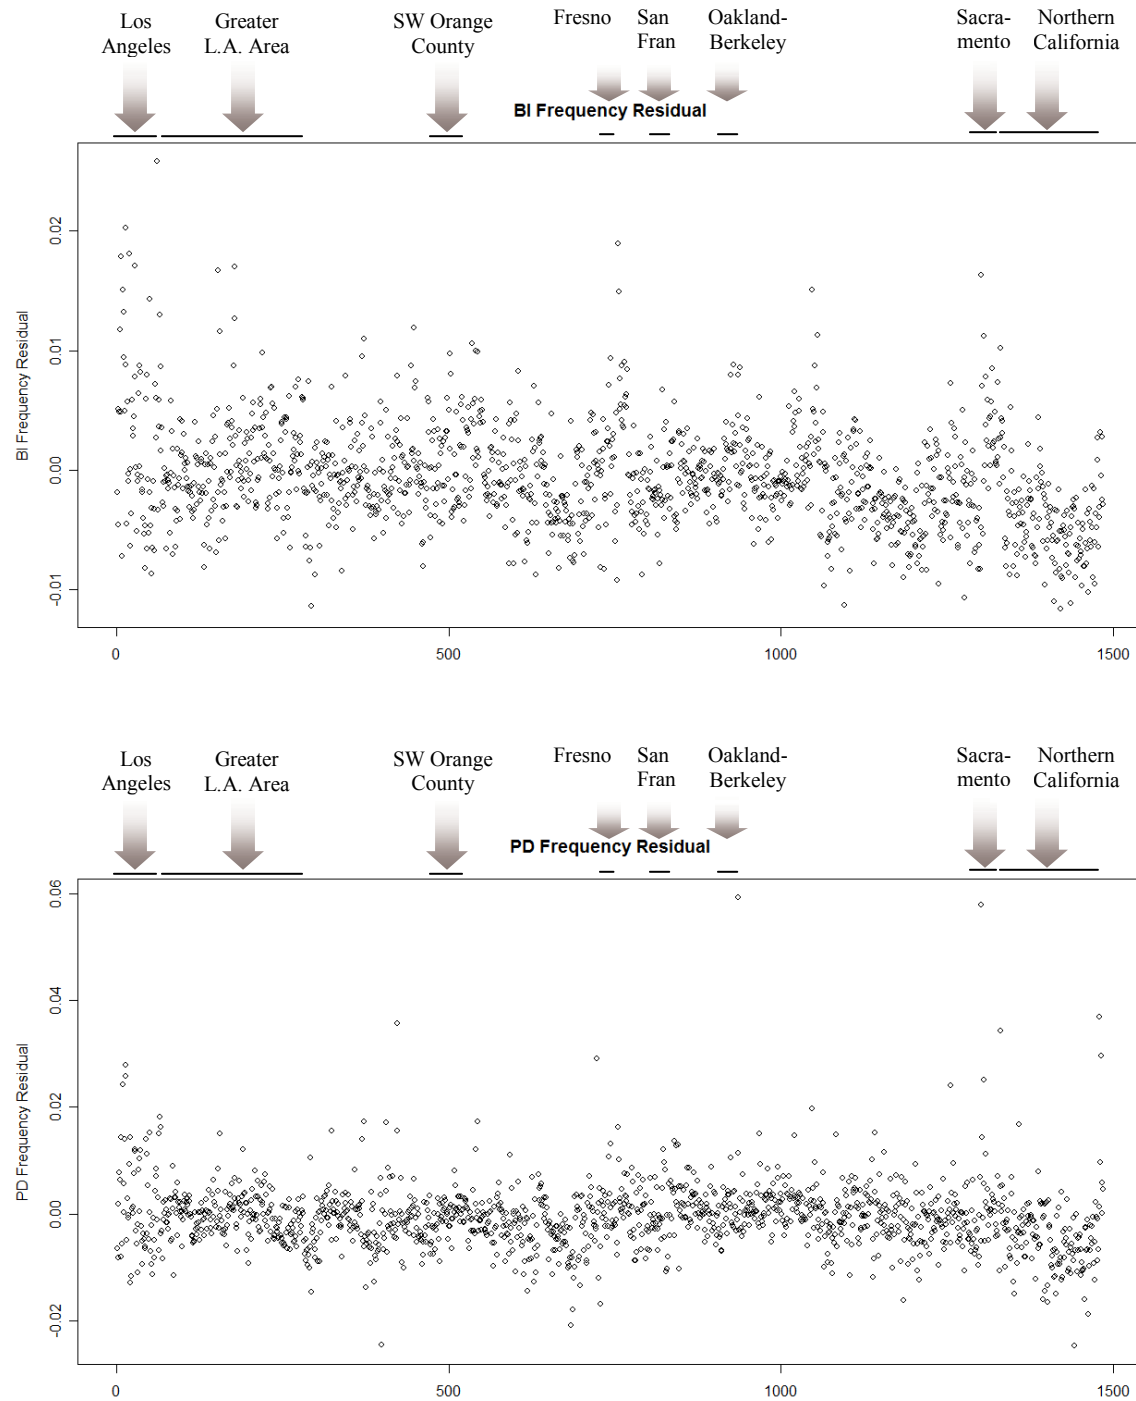 Los
Angeles
Greater
L.A. Area
SW Orange
County
Fresno
San
Fran
Oakland-
Berkeley
Sacra-
mento
Northern
California
BI Frequency Residual
BI Frequency Residual
0.02
0.01
0.00
-0.01
0
500
1000
1500
Los
Angeles
Greater
L.A. Area
SW Orange
County
Fresno
San
Fran
Oakland-
Berkeley
Sacra-
mento
Northern
California
PD Frequency Residual
PD Frequency Residual
0.06
0.04
0.02
0.00
-0.02
0
500
1000
1500